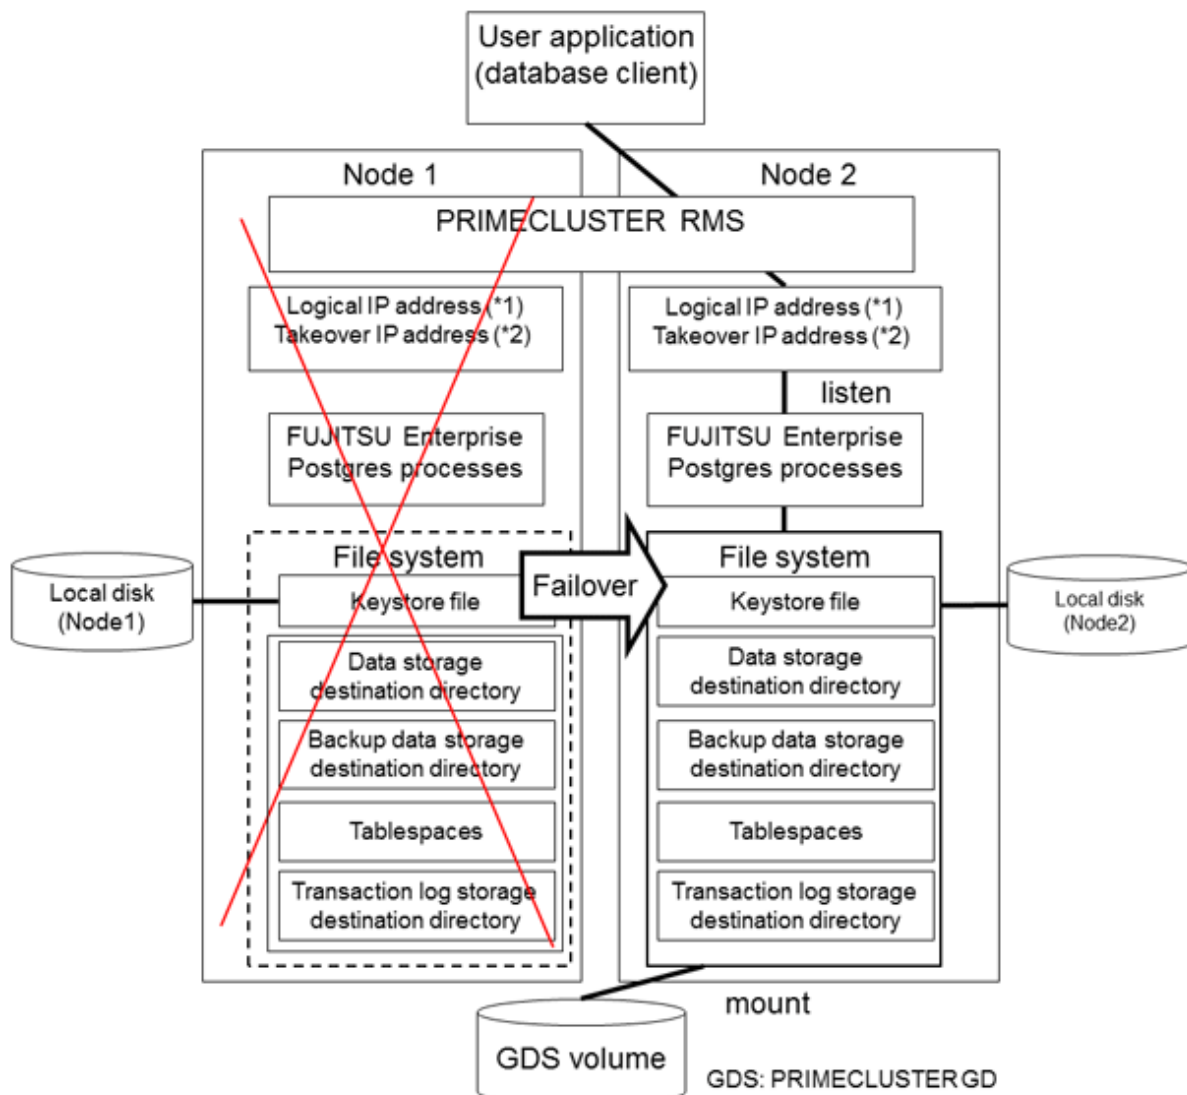 User application
(database client)
Node 1
Node 2
PRIMECLUSTER RMS
Logical IP address (*1)
Takeover IP address (*2)
Logical IP address (*1)
Takeover IP address (*2)
listen
FUJITSU Enterprise
Postgres processes
FUJITSU Enterprise
Postgres processes
File system
File system
Failover
Local disk
(Node1)
Keystore file
Keystore file
Local disk
(Node2)
Data storage
destination directory
Data storage
destination directory
Backup data storage
destination directory
Backup data storage
destination directory
Tablespaces
Tablespaces
Transaction log storage
destination directory
Transaction log storage
destination directory
mount
GDS volume
GDS: PRIMECLUSTER GD